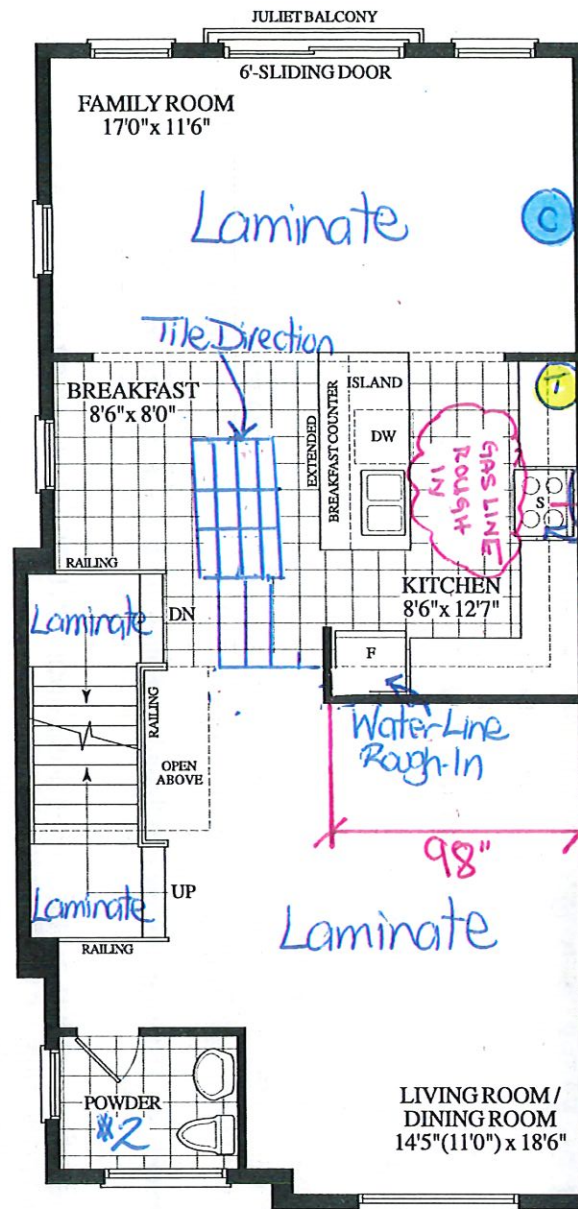 JULIET BALCONY
6'-SLIDING DOOR
FAMILY ROOM
17'0" x 11'6"
Laminate
C
Tile Direction
BREAKFAST
8'6" x 8'0"
EXTENDED
BREAKFAST COUNTER
ISLAND
DW
GAS LINE
ROUGH
IN
T
S
RAILING
Laminate
DN
KITCHEN
8'6" x 12'7"
F
RAILING
OPEN
ABOVE
Water-Line
Rough-In
98"
Laminate
UP
Laminate
RAILING
POWDER
#2
LIVING ROOM /
DINING ROOM
14'5"(11'0") x 18'6"